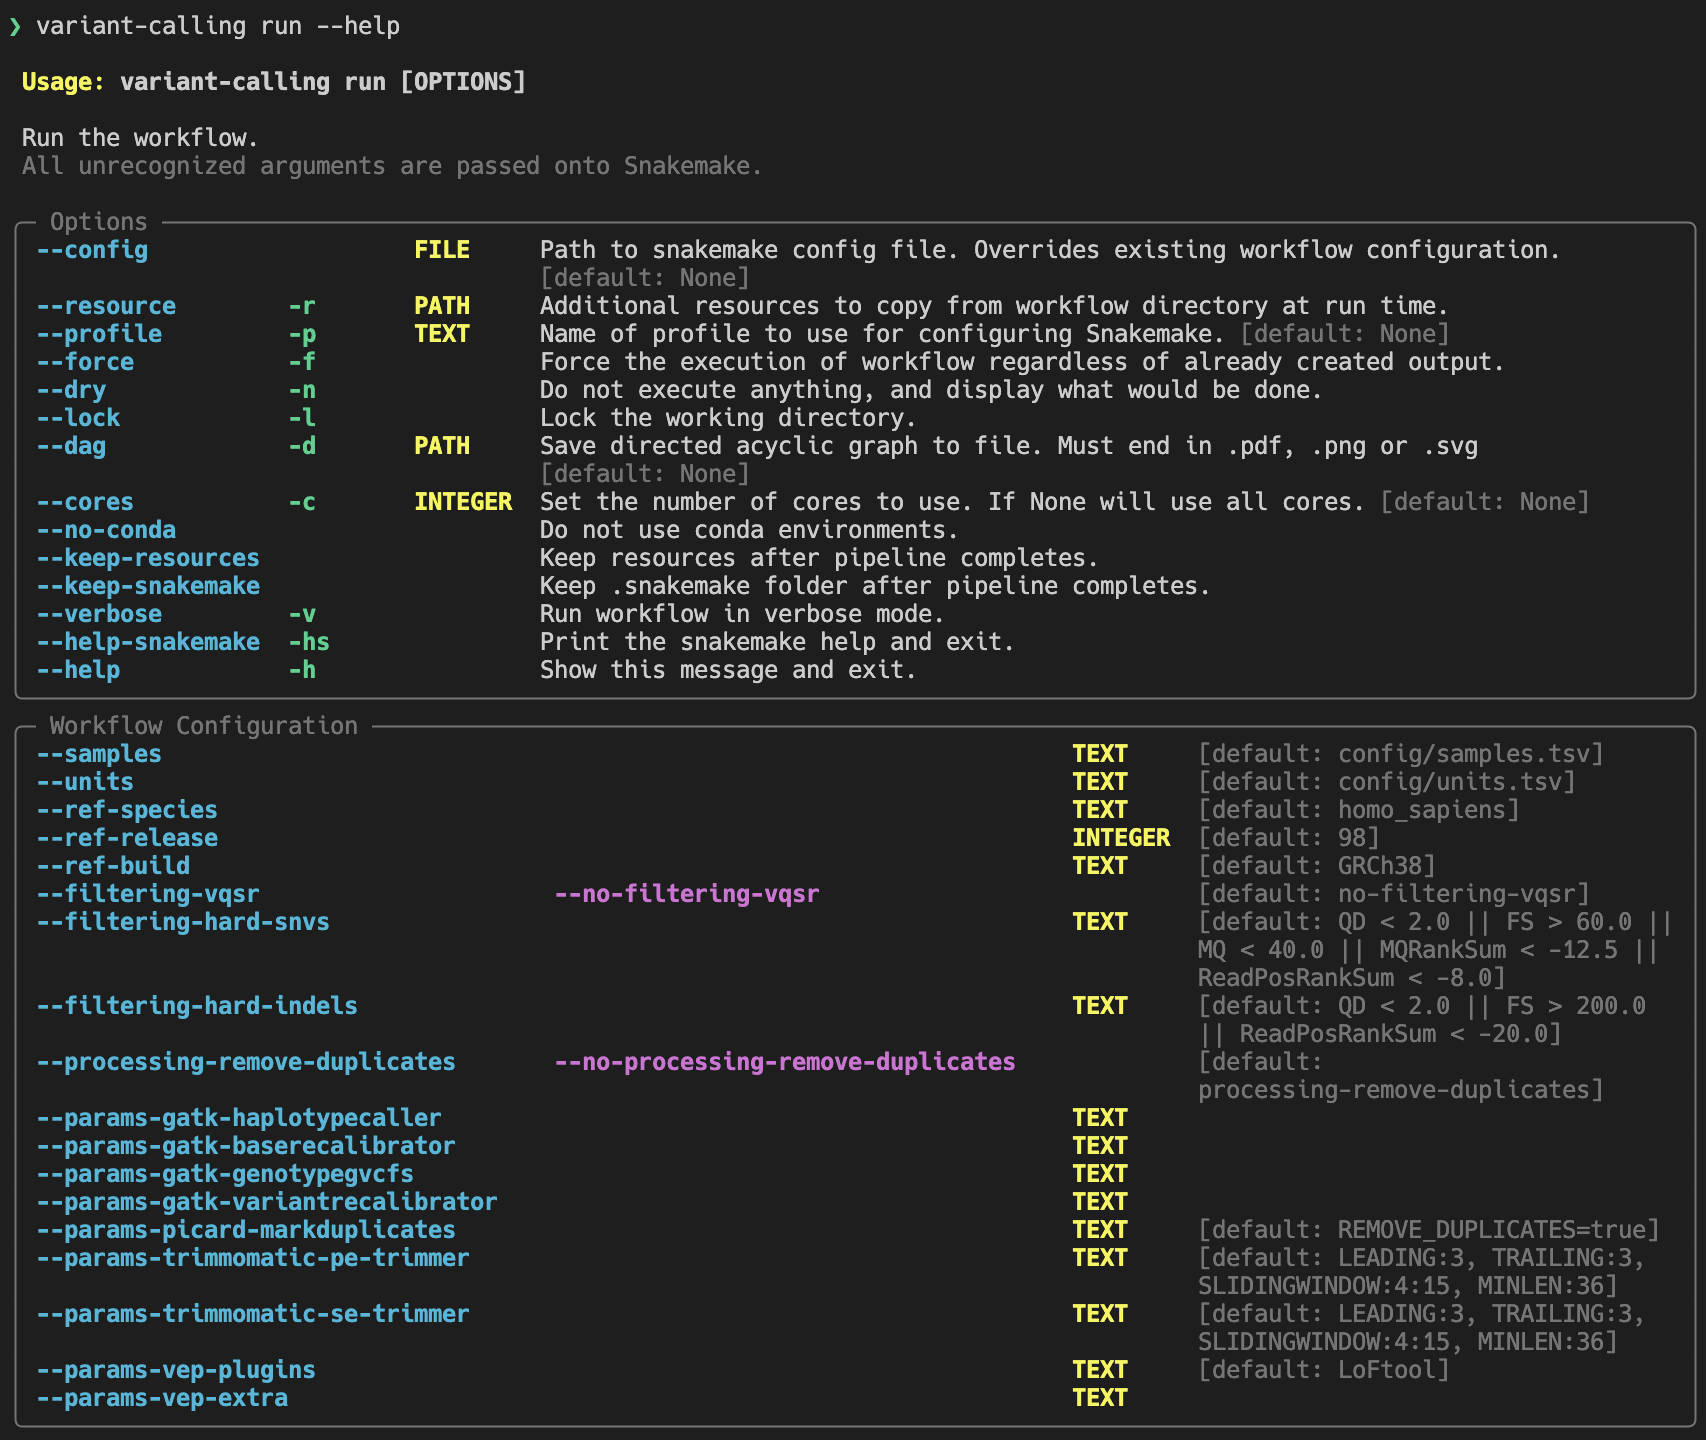 ❯ variant-calling run --help
Usage: variant-calling run [OPTIONS]
Run the workflow.
All unrecognized arguments are passed onto Snakemake.
Options
--config FILE Path to snakemake config file. Overrides existing workflow configuration.
[default: None]
--resource -r PATH Additional resources to copy from workflow directory at run time.
--profile -p TEXT Name of profile to use for configuring Snakemake. [default: None]
--force -f Force the execution of workflow regardless of already created output.
--dry -n Do not execute anything, and display what would be done.
--lock -l Lock the working directory.
--dag -d PATH Save directed acyclic graph to file. Must end in .pdf, .png or .svg
[default: None]
--cores -c INTEGER Set the number of cores to use. If None will use all cores. [default: None]
--no-conda Do not use conda environments.
--keep-resources Keep resources after pipeline completes.
--keep-snakemake Keep .snakemake folder after pipeline completes.
--verbose -v Run workflow in verbose mode.
--help-snakemake -hs Print the snakemake help and exit.
--help -h Show this message and exit.
Workflow Configuration
--samples TEXT [default: config/samples.tsv]
--units TEXT [default: config/units.tsv]
--ref-species TEXT [default: homo_sapiens]
--ref-release INTEGER [default: 98]
--ref-build TEXT [default: GRCh38]
--filtering-vqsr --no-filtering-vqsr [default: no-filtering-vqsr]
--filtering-hard-snvs TEXT [default: QD < 2.0 || FS > 60.0 ||
MQ < 40.0 || MQRankSum < -12.5 ||
ReadPosRankSum < -8.0]
--filtering-hard-indels TEXT [default: QD < 2.0 || FS > 200.0
|| ReadPosRankSum < -20.0]
--processing-remove-duplicates --no-processing-remove-duplicates [default:
processing-remove-duplicates]
--params-gatk-haplotypecaller TEXT
--params-gatk-baserecalibrator TEXT
--params-gatk-genotypegvcfs TEXT
--params-gatk-variantrecalibrator TEXT
--params-picard-markduplicates TEXT [default: REMOVE_DUPLICATES=true]
--params-trimmomatic-pe-trimmer TEXT [default: LEADING:3, TRAILING:3,
SLIDINGWINDOW:4:15, MINLEN:36]
--params-trimmomatic-se-trimmer TEXT [default: LEADING:3, TRAILING:3,
SLIDINGWINDOW:4:15, MINLEN:36]
--params-vep-plugins TEXT [default: LoFtool]
--params-vep-extra TEXT